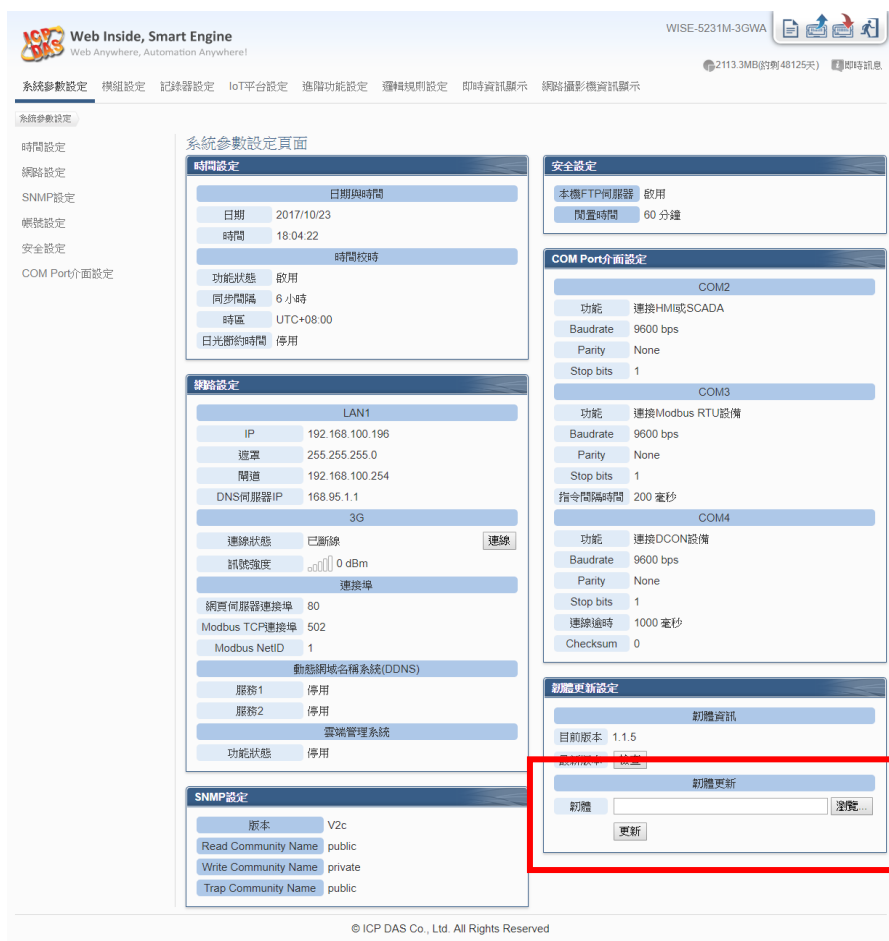 ICP DAS
Web Inside, Smart Engine
Web Anywhere, Automation Anywhere!
WISE-5231M-3GWA
2113.3MB(約剩48125天) 即時訊息
系統參數設定 模組設定 記錄器設定 IoT平台設定 進階功能設定 邏輯規則設定 即時資訊顯示 網路攝影機資訊顯示
系統參數設定
時間設定
網路設定
SNMP設定
帳號設定
安全設定
COM Port介面設定
系統參數設定頁面
時間設定
日期與時間
日期 2017/10/23
時間 18:04:22
時間校時
功能狀態 啟用
同步間隔 6 小時
時區 UTC+08:00
日光節約時間 停用
網路設定
LAN1
IP 192.168.100.196
遮罩 255.255.255.0
閘道 192.168.100.254
DNS伺服器IP 168.95.1.1
3G
連線狀態 已斷線 連線
訊號強度 0 dBm
連接埠
網頁伺服器連接埠 80
Modbus TCP連接埠 502
Modbus NetID 1
動態網域名稱系統(DDNS)
服務1 停用
服務2 停用
雲端管理系統
功能狀態 停用
SNMP設定
版本 V2c
Read Community Name public
Write Community Name private
Trap Community Name public
安全設定
本機FTP伺服器 啟用
閒置時間 60 分鐘
COM Port介面設定
COM2
功能 連接HMI或SCADA
Baudrate 9600 bps
Parity None
Stop bits 1
COM3
功能 連接Modbus RTU設備
Baudrate 9600 bps
Parity None
Stop bits 1
指令間隔時間 200 毫秒
COM4
功能 連接DCON設備
Baudrate 9600 bps
Parity None
Stop bits 1
連線逾時 1000 毫秒
Checksum 0
韌體更新設定
韌體資訊
目前版本 1.1.5
最新版本 檢查
韌體更新
韌體 瀏覽...
更新
© ICP DAS Co., Ltd. All Rights Reserved